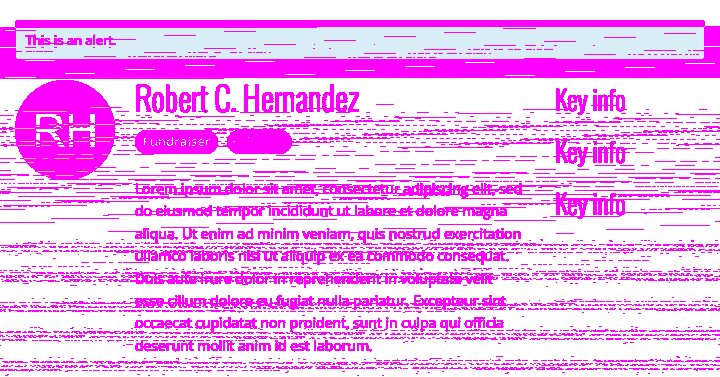 This is an alert.
RH
Robert C. Hernandez
Fundraiser
Key info
Key info
Key info
Lorem ipsum dolor sit amet, consectetur adipiscing elit, sed
do eiusmod tempor incididunt ut labore et dolore magna
aliqua. Ut enim ad minim veniam, quis nostrud exercitation
ullamco laboris nisi ut aliquip ex ea commodo consequat.
Duis aute irure dolor in reprehenderit in voluptate velit
esse cillum dolore eu fugiat nulla pariatur. Excepteur sint
occaecat cupidatat non proident, sunt in culpa qui officia
deserunt mollit anim id est laborum.